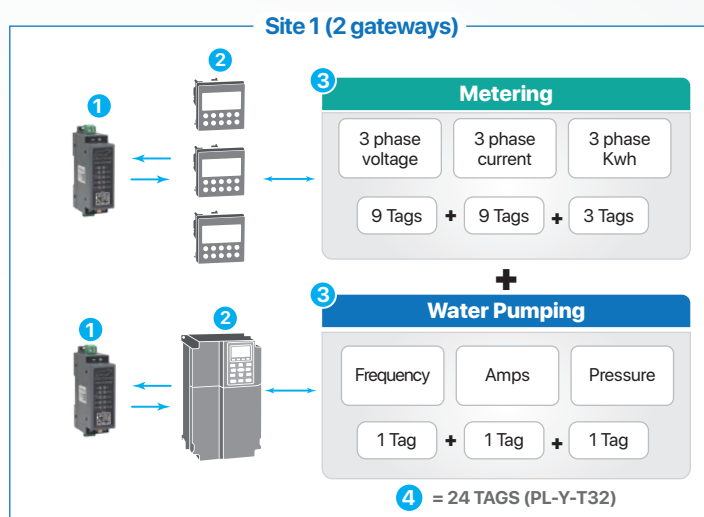 Site 1 (2 gateways)
1
2
3
Metering
3 phase
voltage
3 phase
current
3 phase
Kwh
9 Tags + 9 Tags + 3 Tags
+
1
2
3
Water Pumping
Frequency
Amps
Pressure
1 Tag + 1 Tag + 1 Tag
4 = 24 TAGS (PL-Y-T32)